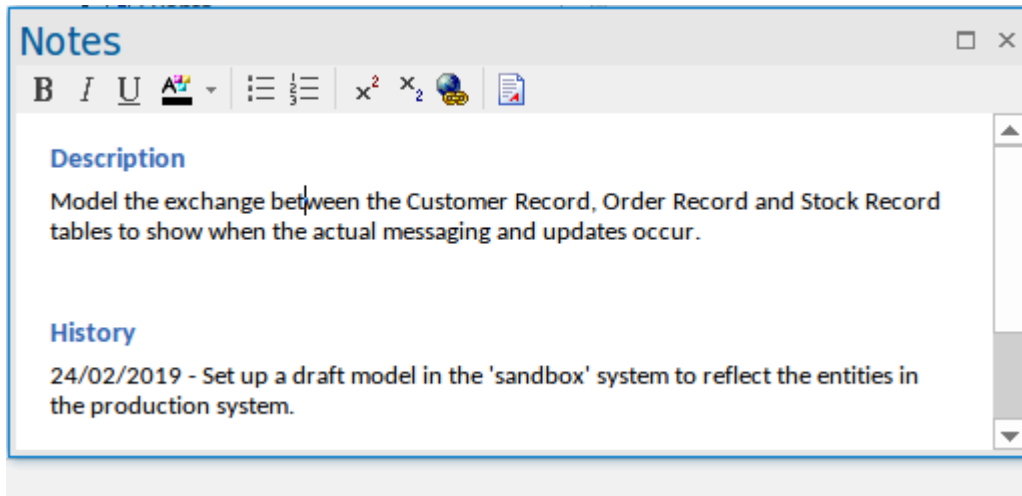 Notes
B I U A x² x₂
Description
Model the exchange between the Customer Record, Order Record and Stock Record
tables to show when the actual messaging and updates occur.
History
24/02/2019 - Set up a draft model in the 'sandbox' system to reflect the entities in
the production system.